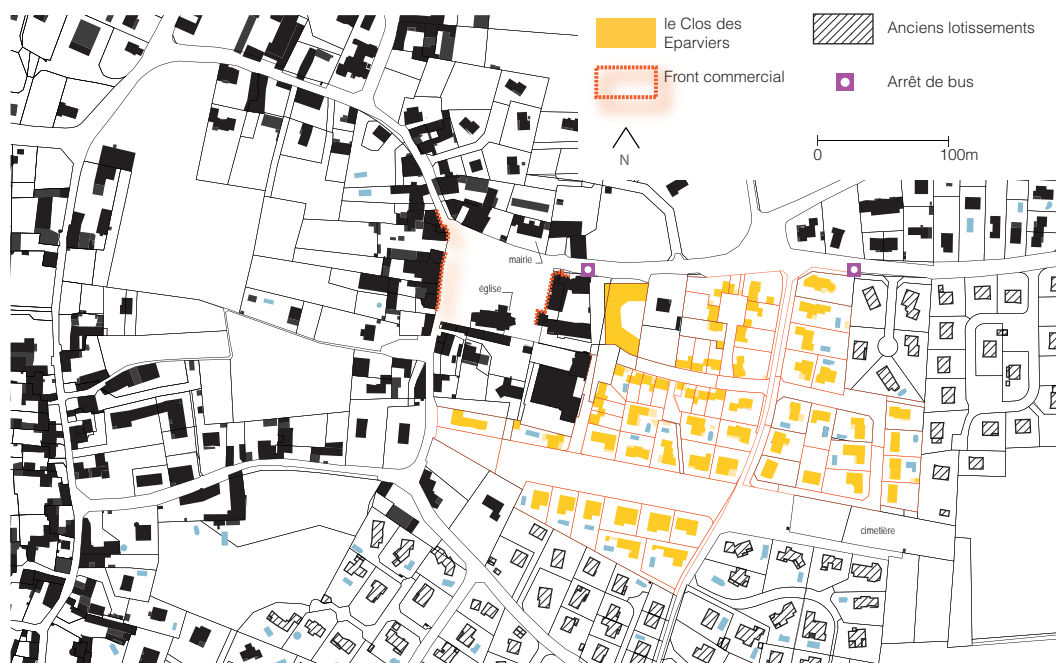 le Clos des
Eparviers
Anciens lotissements
Front commercial
Arrêt de bus
N
0
100m
mairie
église
cimetière